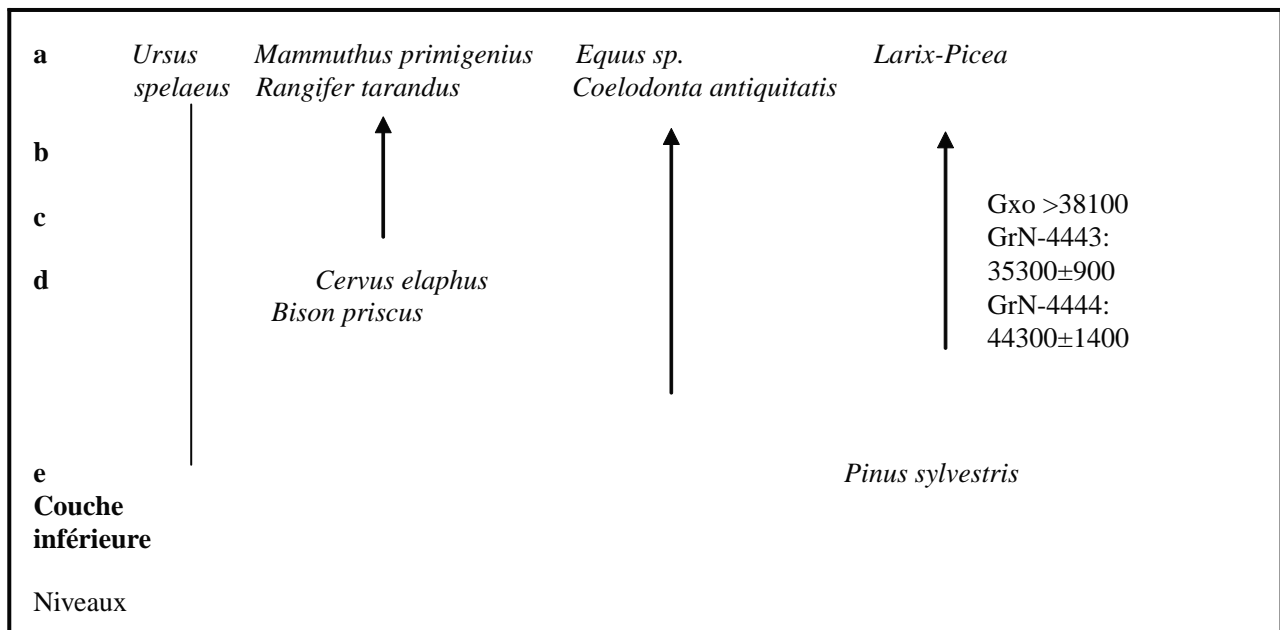 a Ursus Mammuthus primigenius Equus sp. Larix-Picea
spelaeus Rangifer tarandus Coelodonta antiquitatis
b
c Gxo >38100
GrN-4443:
d Cervus elaphus 35300±900
Bison priscus GrN-4444:
44300±1400
e Pinus sylvestris
Couche
inférieure
Niveaux